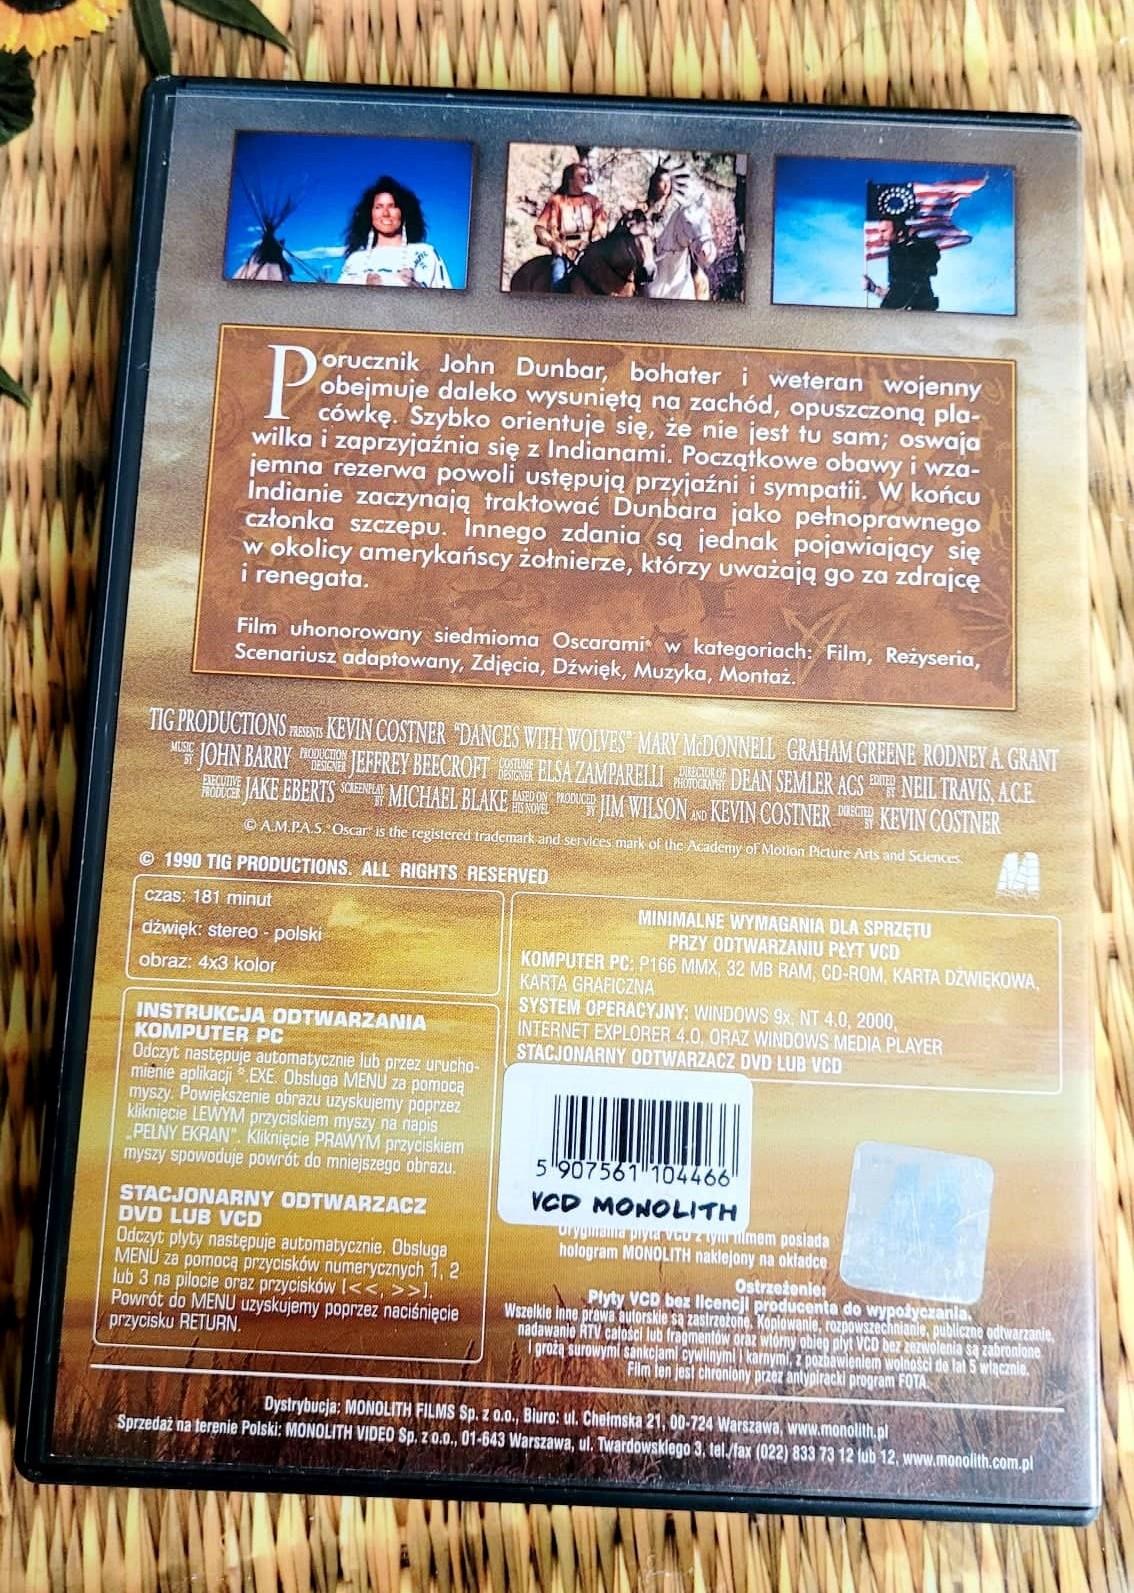 Porucznik John Dunbar, bohater i weteran wojenny
obejmuje daleko wysuniętą na zachód, opuszczoną pla-
cówkę. Szybko orientuje się, że nie jest tu sam; oswaja
wilka i zaprzyjaźnia się z Indianami. Początkowe obawy i wza-
jemna rezerwa powoli ustępują przyjaźni i sympatii. W końcu
Indianie zaczynają traktować Dunbara jako pełnoprawnego
członka szczepu. Innego zdania są jednak pojawiający się
w okolicy amerykańscy żołnierze, którzy uważają go za zdrajcę
i renegata.
Film uhonorowany siedmioma Oscarami® w kategoriach: Film, Reżyseria,
Scenariusz adaptowany, Zdjęcia, Dźwięk, Muzyka, Montaż.
TIG PRODUCTIONS PRESENTS KEVIN COSTNER "DANCES WITH WOLVES" MARY McDONNELL GRAHAM GREENE RODNEY A. GRANT
MUSIC BY JOHN BARRY PRODUCTION DESIGNER JEFFREY BEECROFT COSTUME DESIGNER ELSA ZAMPARELLI DIRECTOR OF PHOTOGRAPHY DEAN SEMLER ACS EDITED BY NEIL TRAVIS, A.C.E.
EXECUTIVE PRODUCER JAKE EBERTS SCREENPLAY BY MICHAEL BLAKE BASED ON HIS NOVEL PRODUCED BY JIM WILSON AND KEVIN COSTNER DIRECTED BY KEVIN COSTNER
© A.M.P.A.S.® Oscar® is the registered trademark and services mark of the Academy of Motion Picture Arts and Sciences.
© 1990 TIG PRODUCTIONS. ALL RIGHTS RESERVED
czas: 181 minut
dźwięk: stereo - polski
obraz: 4x3 kolor
INSTRUKCJA ODTWARZANIA
KOMPUTER PC
Odczyt następuje automatycznie lub przez urucho-
mienie aplikacji *.EXE. Obsługa MENU za pomocą
myszy. Powiększenie obrazu uzyskujemy poprzez
kliknięcie LEWYM przyciskiem myszy na napis
„PEŁNY EKRAN”. Kliknięcie PRAWYM przyciskiem
myszy spowoduje powrót do mniejszego obrazu.
STACJONARNY ODTWARZACZ
DVD LUB VCD
Odczyt płyty następuje automatycznie. Obsługa
MENU za pomocą przycisków numerycznych 1, 2
lub 3 na pilocie oraz przycisków [<<, >>].
Powrót do MENU uzyskujemy poprzez naciśnięcie
przycisku RETURN.
MINIMALNE WYMAGANIA DLA SPRZĘTU
PRZY ODTWARZANIU PŁYT VCD
KOMPUTER PC: P166 MMX, 32 MB RAM, CD-ROM, KARTA DŹWIĘKOWA,
KARTA GRAFICZNA
SYSTEM OPERACYJNY: WINDOWS 9x, NT 4.0, 2000,
INTERNET EXPLORER 4.0, ORAZ WINDOWS MEDIA PLAYER
STACJONARNY ODTWARZACZ DVD LUB VCD
5 907561 104466
VCD MONOLITH
Oryginalna płyta VCD z tym filmem posiada
hologram MONOLITH naklejony na okładce
Ostrzeżenie:
Płyty VCD bez licencji producenta do wypożyczania.
Wszelkie inne prawa autorskie są zastrzeżone. Kopiowanie, rozpowszechnianie, publiczne odtwarzanie,
nadawanie RTV całości lub fragmentów oraz wtórny obieg płyt VCD bez zezwolenia są zabronione
i grożą surowymi sankcjami cywilnymi i karnymi, z pozbawieniem wolności do lat 5 włącznie.
Film ten jest chroniony przez antypiracki program FOTA.
Dystrybucja: MONOLITH FILMS Sp. z o.o., Biuro: ul. Chełmska 21, 00-724 Warszawa, www.monolith.pl
Sprzedaż na terenie Polski: MONOLITH VIDEO Sp. z o.o., 01-643 Warszawa, ul. Twardowskiego 3, tel./fax (022) 833 73 12 lub 12, www.monolith.com.pl